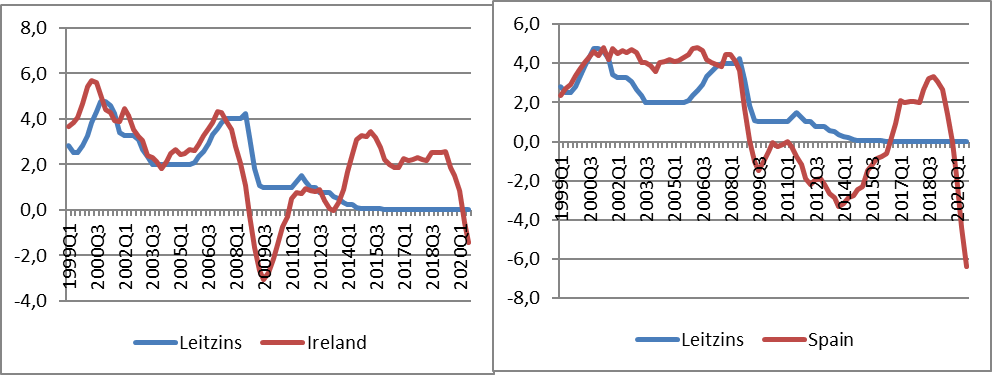 8,0
6,0
4,0
2,0
0,0
-2,0
-4,0
1999Q1
2000Q3
2002Q1
2003Q3
2005Q1
2006Q3
2008Q1
2009Q3
2011Q1
2012Q3
2014Q1
2015Q3
2017Q1
2018Q3
2020Q1
Leitzins Ireland
6,0
4,0
2,0
0,0
-2,0
-4,0
-6,0
-8,0
1999Q1
2000Q3
2002Q1
2003Q3
2005Q1
2006Q3
2008Q1
2009Q3
2011Q1
2012Q3
2014Q1
2015Q3
2017Q1
2018Q3
2020Q1
Leitzins Spain